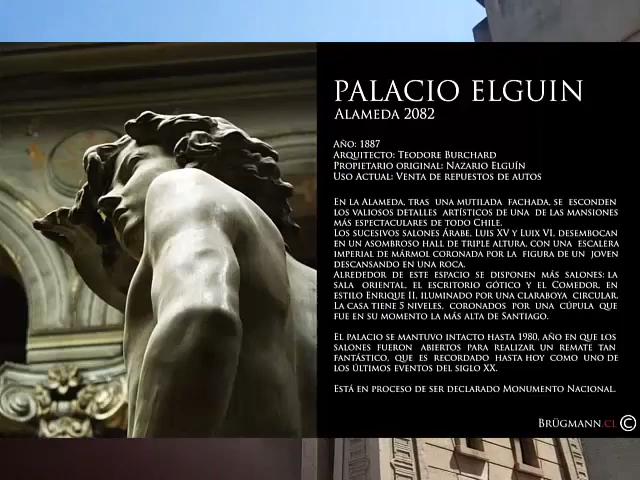 PALACIO ELGUIN
ALAMEDA 2082
AÑO: 1887
ARQUITECTO: TEODORE BURCHARD
PROPIETARIO ORIGINAL: NAZARIO ELGUÍN
USO ACTUAL: VENTA DE REPUESTOS DE AUTOS
EN LA ALAMEDA, TRAS UNA MUTILADA FACHADA, SE ESCONDEN
LOS VALIOSOS DETALLES ARTÍSTICOS DE UNA DE LAS MANSIONES
MÁS ESPECTACULARES DE TODO CHILE.
LOS SUCESIVOS SALONES ÁRABE, LUIS XV Y LUIX VI, DESEMBOCAN
EN UN ASOMBROSO HALL DE TRIPLE ALTURA, CON UNA ESCALERA
IMPERIAL DE MÁRMOL CORONADA POR LA FIGURA DE UN JOVEN
DESCANSANDO EN UNA ROCA.
ALREDEDOR DE ESTE ESPACIO SE DISPONEN MÁS SALONES: LA
SALA ORIENTAL, EL ESCRITORIO GÓTICO Y EL COMEDOR, EN
ESTILO ENRIQUE II, ILUMINADO POR UNA CLARABOYA CIRCULAR.
LA CASA TIENE 5 NIVELES, CORONADOS POR UNA CÚPULA QUE
FUE EN SU MOMENTO LA MÁS ALTA DE SANTIAGO.
EL PALACIO SE MANTUVO INTACTO HASTA 1980, AÑO EN QUE LOS
SALONES FUERON ABIERTOS PARA REALIZAR UN REMATE TAN
FANTÁSTICO, QUE ES RECORDADO HASTA HOY COMO UNO DE
LOS ÚLTIMOS EVENTOS DEL SIGLO XX.
ESTÁ EN PROCESO DE SER DECLARADO MONUMENTO NACIONAL.
BRÜGMANN.CL ©